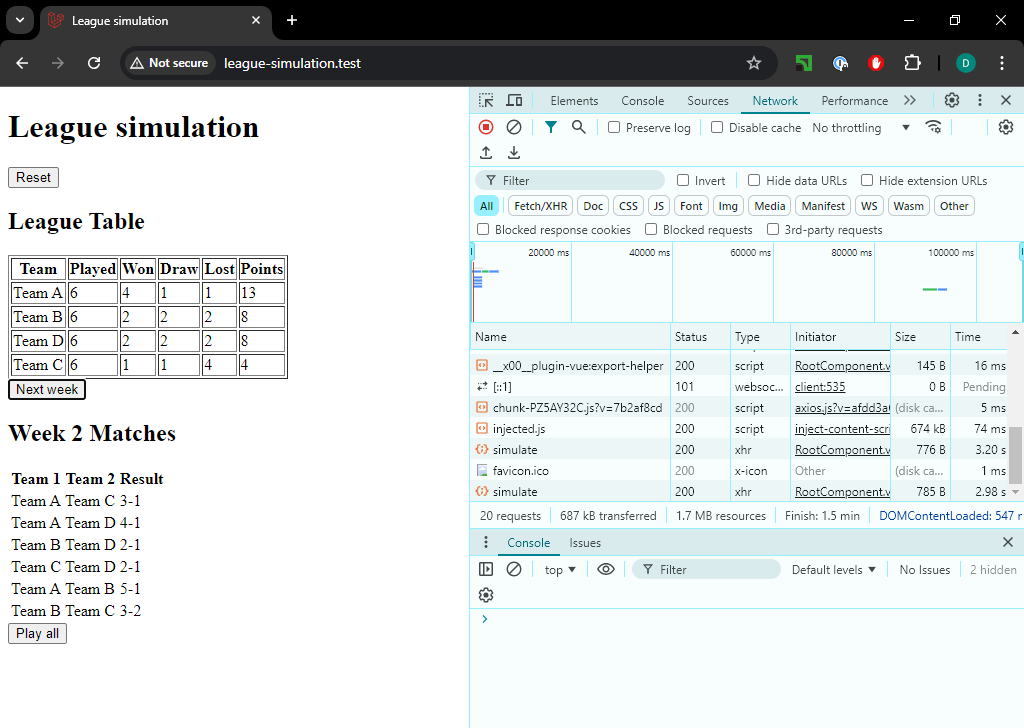 League simulation
Not secure league-simulation.test D
League simulation
Reset
League Table
Team Played Won Draw Lost Points
Team A 6 4 1 1 13
Team B 6 2 2 2 8
Team D 6 2 2 2 8
Team C 6 1 1 4 4
Next week
Week 2 Matches
Team 1 Team 2 Result
Team A Team C 3-1
Team A Team D 4-1
Team B Team D 2-1
Team C Team D 2-1
Team A Team B 5-1
Team B Team C 3-2
Play all
Elements Console Sources Network Performance
Preserve log Disable cache No throttling
Filter Invert Hide data URLs Hide extension URLs
All Fetch/XHR Doc CSS JS Font Img Media Manifest WS Wasm Other
Blocked response cookies Blocked requests 3rd-party requests
20000 ms 40000 ms 60000 ms 80000 ms 100000 ms
Name Status Type Initiator Size Time
__x00__plugin-vue:export-helper 200 script RootComponent.v 145 B 16 ms
[::1] 101 websoc... client:535 0 B Pending
chunk-PZ5AY32C.js?v=7b2af8cd 200 script axios.js?v=afdd3a (disk ca... 5 ms
injected.js 200 script inject-content-scri 674 kB 74 ms
simulate 200 xhr RootComponent.v 776 B 3.20 s
favicon.ico 200 x-icon Other (disk ca... 1 ms
simulate 200 xhr RootComponent.v 785 B 2.98 s
20 requests 687 kB transferred 1.7 MB resources Finish: 1.5 min DOMContentLoaded: 547 
Console Issues
top Filter Default levels No Issues 2 hidden